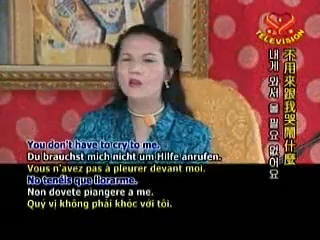 TELEVISION
不用來跟我哭鬧什麼
내게 와서 울 필요 없어요
You don't have to cry to me.
Du brauchst mich nicht um Hilfe anrufen.
Vous n'avez pas à pleurer devant moi.
No tenéis que llorarme.
Non dovete piangere a me.
Quý vị không phải khóc với tôi.